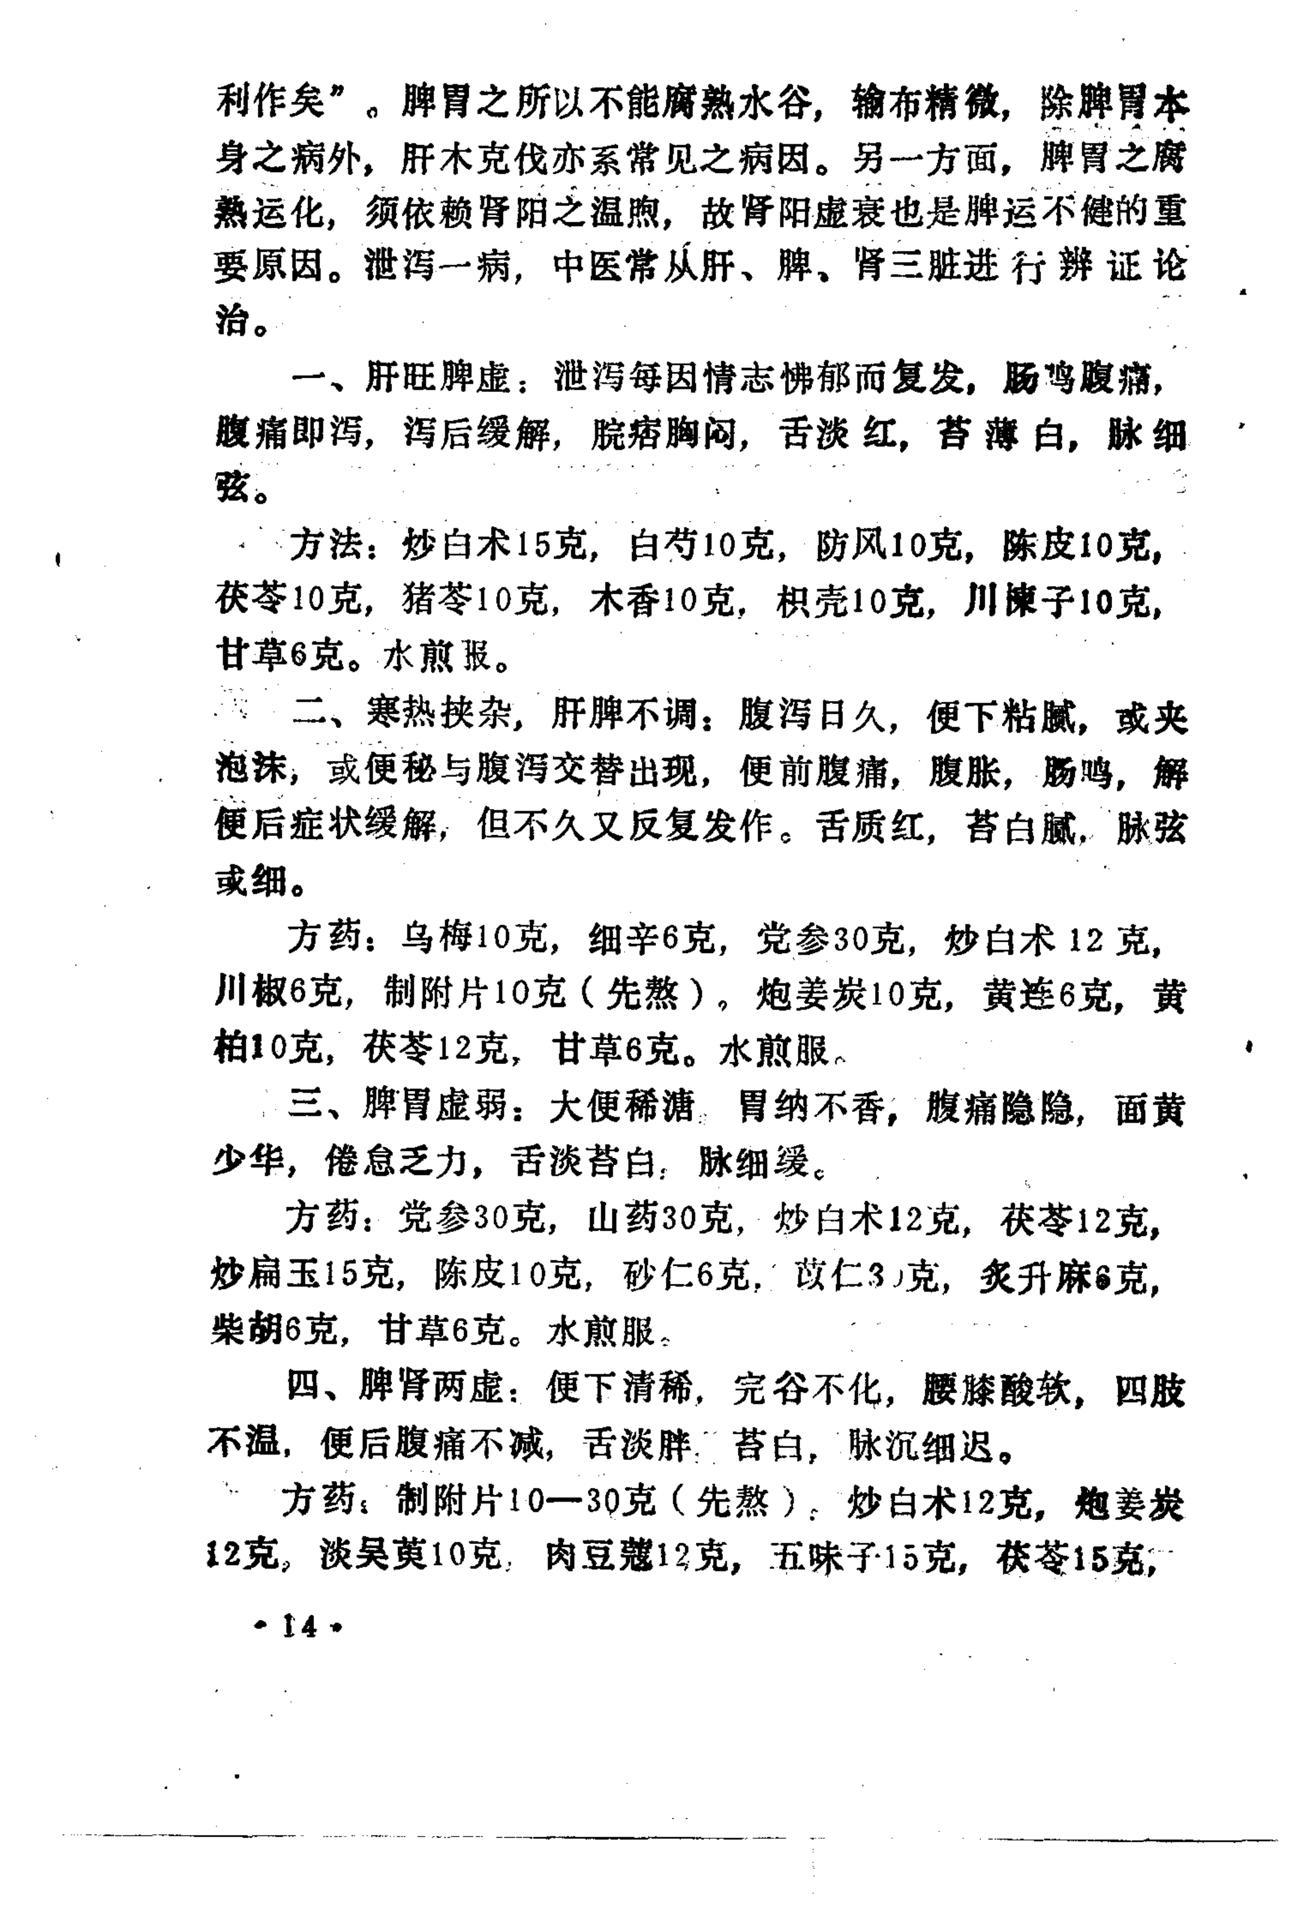 利作矣”。脾胃之所以不能腐熟水谷，输布精微，除脾胃本
身之病外，肝木克伐亦系常见之病因。另一方面，脾胃之腐
熟运化，须依赖肾阳之温煦，故肾阳虚衰也是脾运不健的重
要原因。泄泻一病，中医常从肝、脾、肾三脏进行辨证论
治。
一、肝旺脾虚：泄泻每因情志怫郁而复发，肠鸣腹痛，
腹痛即泻，泻后缓解，脘痞胸闷，舌淡红，苔薄白，脉细
弦。
方法：炒白术15克，白芍10克，防风10克，陈皮10克，
茯苓10克，猪苓10克，木香10克，枳壳10克，川楝子10克，
甘草6克。水煎服。
二、寒热挟杂，肝脾不调：腹泻日久，便下粘腻，或夹
泡沫，或便秘与腹泻交替出现，便前腹痛，腹胀，肠鸣，解
便后症状缓解，但不久又反复发作。舌质红，苔白腻，脉弦
或细。
方药：乌梅10克，细辛6克，党参30克，炒白术12克，
川椒6克，制附片10克（先熬）。炮姜炭10克，黄连6克，黄
柏10克，茯苓12克，甘草6克。水煎服。
三、脾胃虚弱：大便稀溏 胃纳不香，腹痛隐隐，面黄
少华，倦怠乏力，舌淡苔白，脉细缓。
方药：党参30克，山药30克，炒白术12克，茯苓12克，
炒扁玉15克，陈皮10克，砂仁6克，苡仁30克，炙升麻6克，
柴胡6克，甘草6克。水煎服。
四、脾肾两虚：便下清稀，完谷不化，腰膝酸软，四肢
不温，便后腹痛不减，舌淡胖 苔白，脉沉细迟。
方药：制附片10—30克（先熬），炒白术12克，炮姜炭
12克，淡吴萸10克，肉豆蔻12克，五味子15克，茯苓15克，
·14·